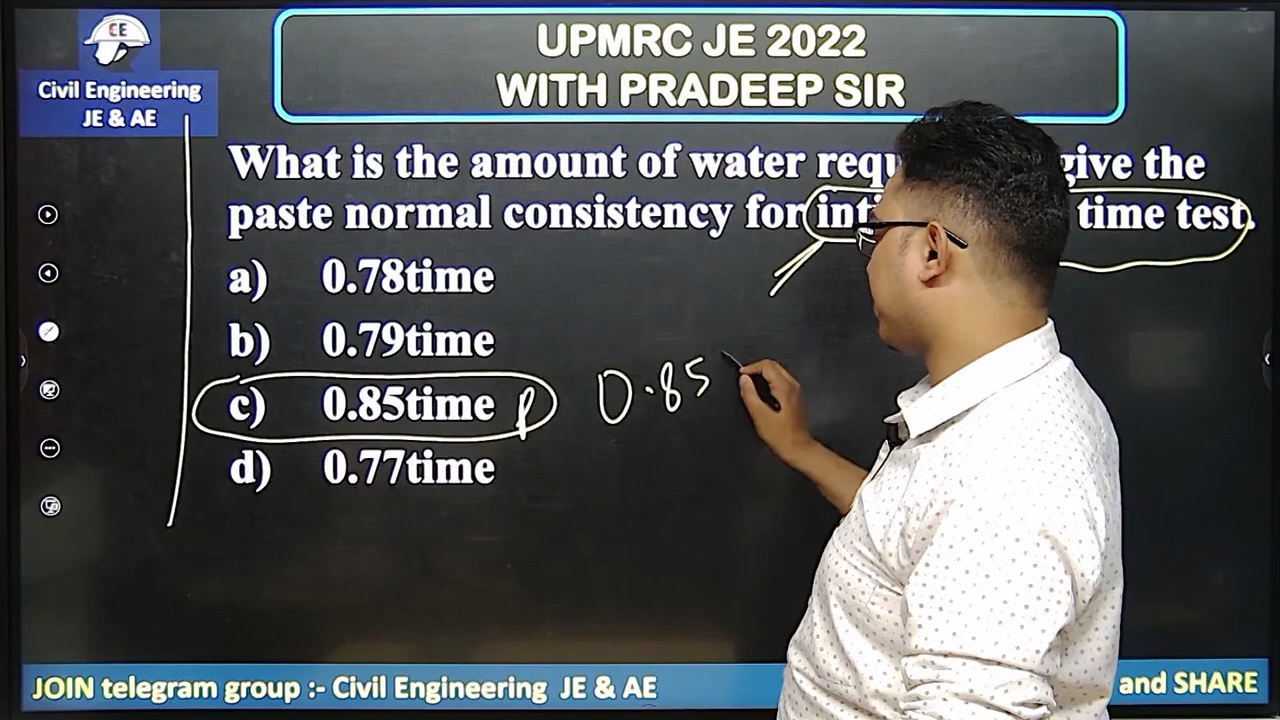 CE
Civil Engineering
JE & AE
UPMRC JE 2022
WITH PRADEEP SIR
What is the amount of water give the
paste normal consistency for time test.
a) 0.78time
b) 0.79time
c) 0.85time P 0.85
d) 0.77time
JOIN telegram group :- Civil Engineering JE & AE and SHARE